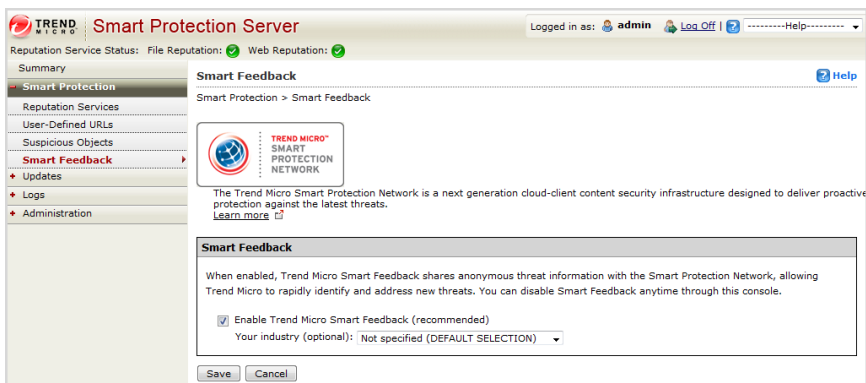 TREND MICRO Smart Protection Server
Logged in as: admin Log Off | ? ---------Help---------
Reputation Service Status: File Reputation: Web Reputation:
Summary
Smart Protection
Reputation Services
User-Defined URLs
Suspicious Objects
Smart Feedback
+ Updates
+ Logs
+ Administration
Smart Feedback
? Help
Smart Protection > Smart Feedback
TREND MICRO™
SMART
PROTECTION
NETWORK
The Trend Micro Smart Protection Network is a next generation cloud-client content security infrastructure designed to deliver proactive
protection against the latest threats.
Learn more
Smart Feedback
When enabled, Trend Micro Smart Feedback shares anonymous threat information with the Smart Protection Network, allowing
Trend Micro to rapidly identify and address new threats. You can disable Smart Feedback anytime through this console.
Enable Trend Micro Smart Feedback (recommended)
Your industry (optional): Not specified (DEFAULT SELECTION)
Save Cancel